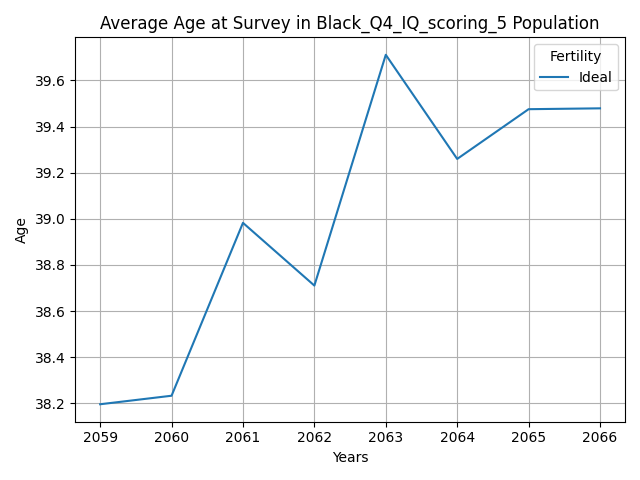 Average Age at Survey in Black_Q4_IQ_scoring_5 Population
Fertility
Ideal
39.6
39.4
39.2
39.0
38.8
38.6
38.4
38.2
Age
2059 2060 2061 2062 2063 2064 2065 2066
Years